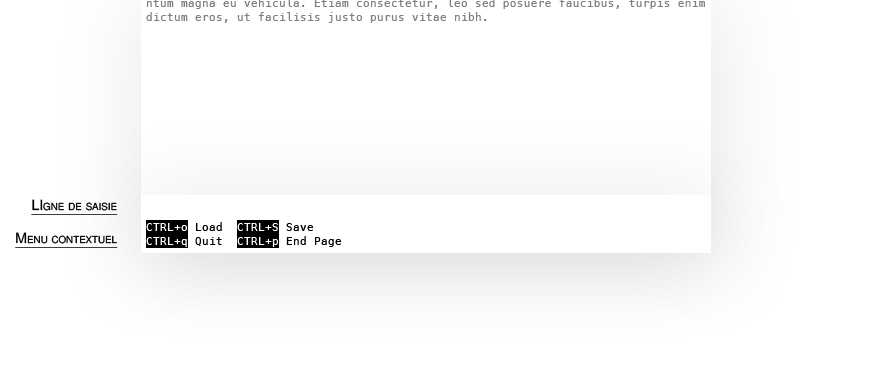 ntum magna eu vehicula. Etiam consectetur, leo sed posuere faucibus, turpis enim
dictum eros, ut facilisis justo purus vitae nibh.
LIgne de saisie
Menu contextuel
CTRL+o Load CTRL+S Save
CTRL+q Quit CTRL+p End Page